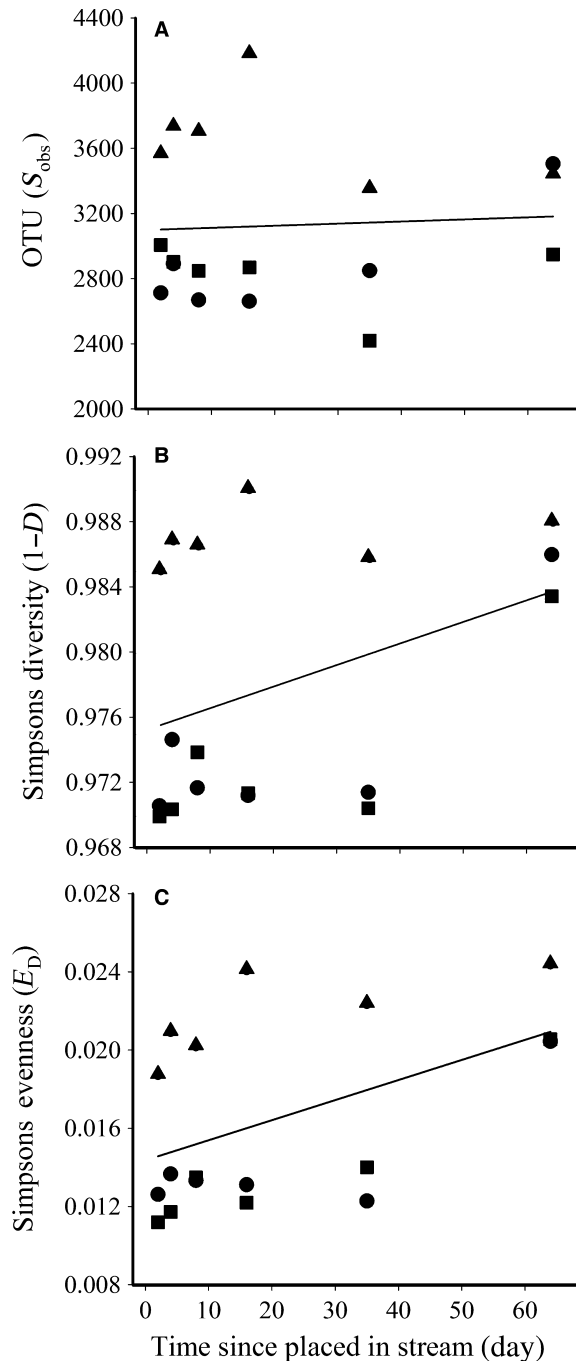 A
4400
4000
3600
3200
2800
2400
2000
OTU (Sobs)
B
0.992
0.988
0.984
0.980
0.976
0.972
0.968
Simpsons diversity (1–D)
C
0.028
0.024
0.020
0.016
0.012
0.008
Simpsons evenness (ED)
0 10 20 30 40 50 60
Time since placed in stream (day)